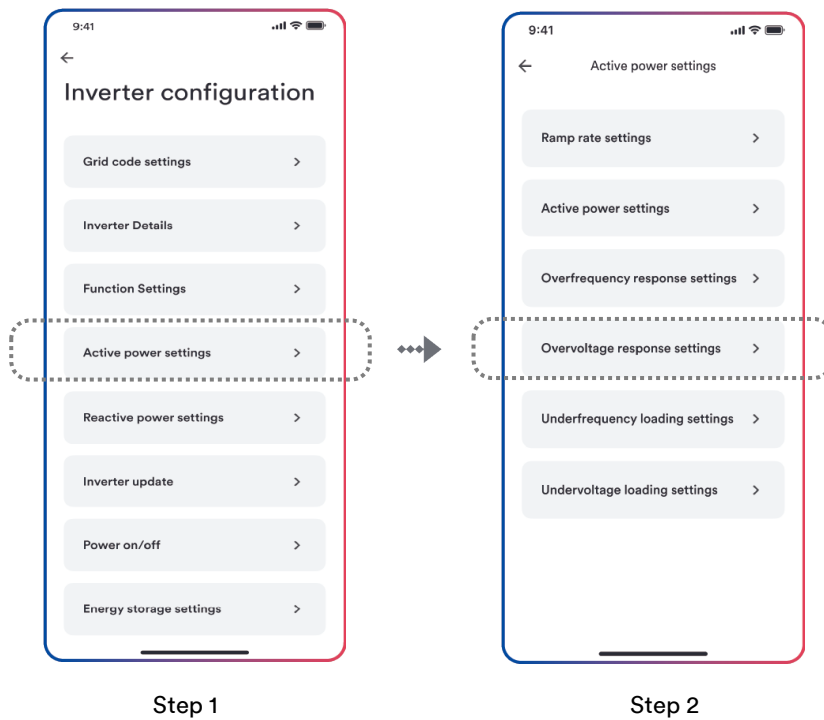 9:41
Inverter configuration
Grid code settings
Inverter Details
Function Settings
Active power settings
Reactive power settings
Inverter update
Power on/off
Energy storage settings
Step 1
9:41
Active power settings
Ramp rate settings
Active power settings
Overfrequency response settings
Overvoltage response settings
Underfrequency loading settings
Undervoltage loading settings
Step 2